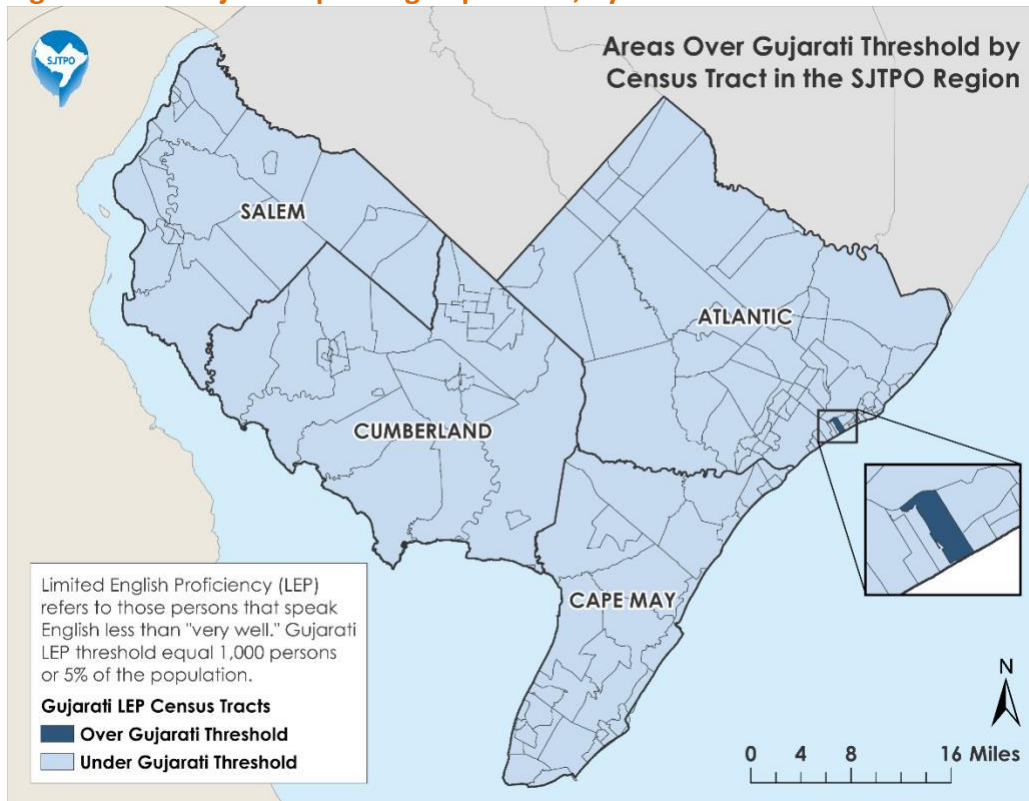 SJTPO
Areas Over Gujarati Threshold by
Census Tract in the SJTPO Region
SALEM
ATLANTIC
CUMBERLAND
CAPE MAY
Limited English Proficiency (LEP)
refers to those persons that speak
English less than "very well." Gujarati
LEP threshold equal 1,000 persons
or 5% of the population.
Gujarati LEP Census Tracts
Over Gujarati Threshold
Under Gujarati Threshold
N
0 4 8 16 Miles